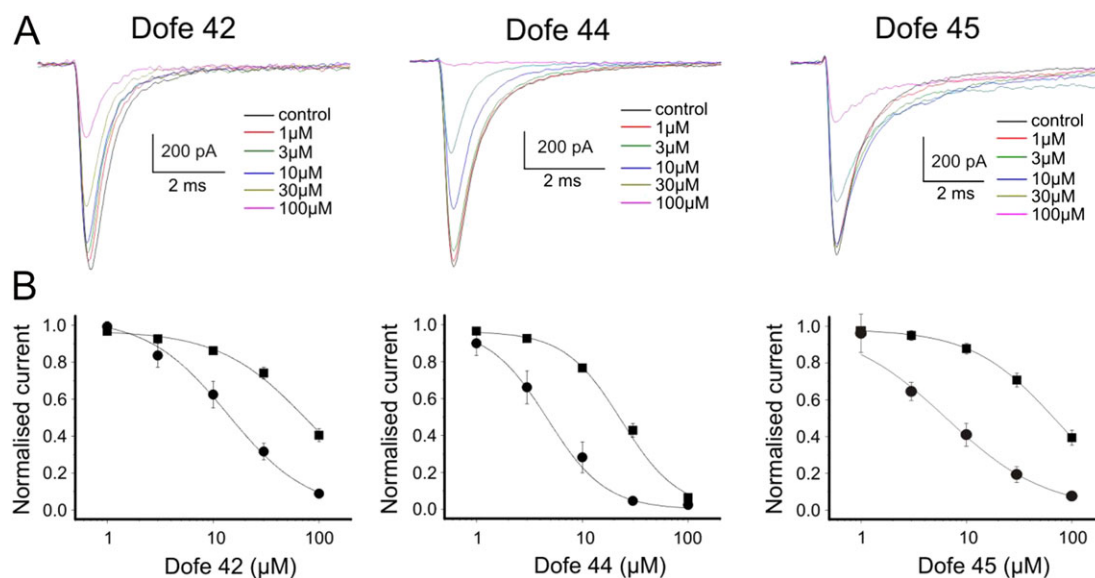 A
Dofe 42
Dofe 44
Dofe 45
200 pA
2 ms
control
1µM
3µM
10µM
30µM
100µM
200 pA
2 ms
control
1µM
3µM
10µM
30µM
100µM
200 pA
2 ms
control
1µM
3µM
10µM
30µM
100µM
B
Normalised current
1.0
0.8
0.6
0.4
0.2
0.0
1
10
100
Dofe 42 (µM)
Normalised current
1.0
0.8
0.6
0.4
0.2
0.0
1
10
100
Dofe 44 (µM)
Normalised current
1.0
0.8
0.6
0.4
0.2
0.0
1
10
100
Dofe 45 (µM)